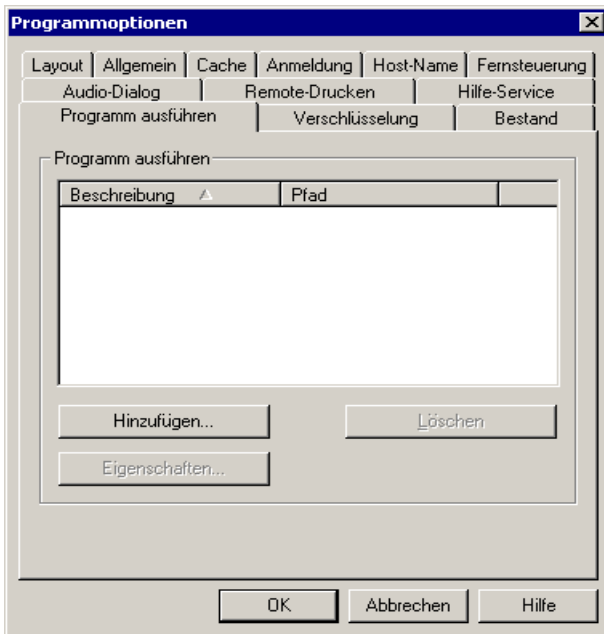 Programmoptionen
Layout Allgemein Cache Anmeldung Host-Name Fernsteuerung
Audio-Dialog Remote-Drucken Hilfe-Service
Programm ausführen Verschlüsselung Bestand
Programm ausführen
Beschreibung Pfad
Hinzufügen... Löschen
Eigenschaften...
OK Abbrechen Hilfe